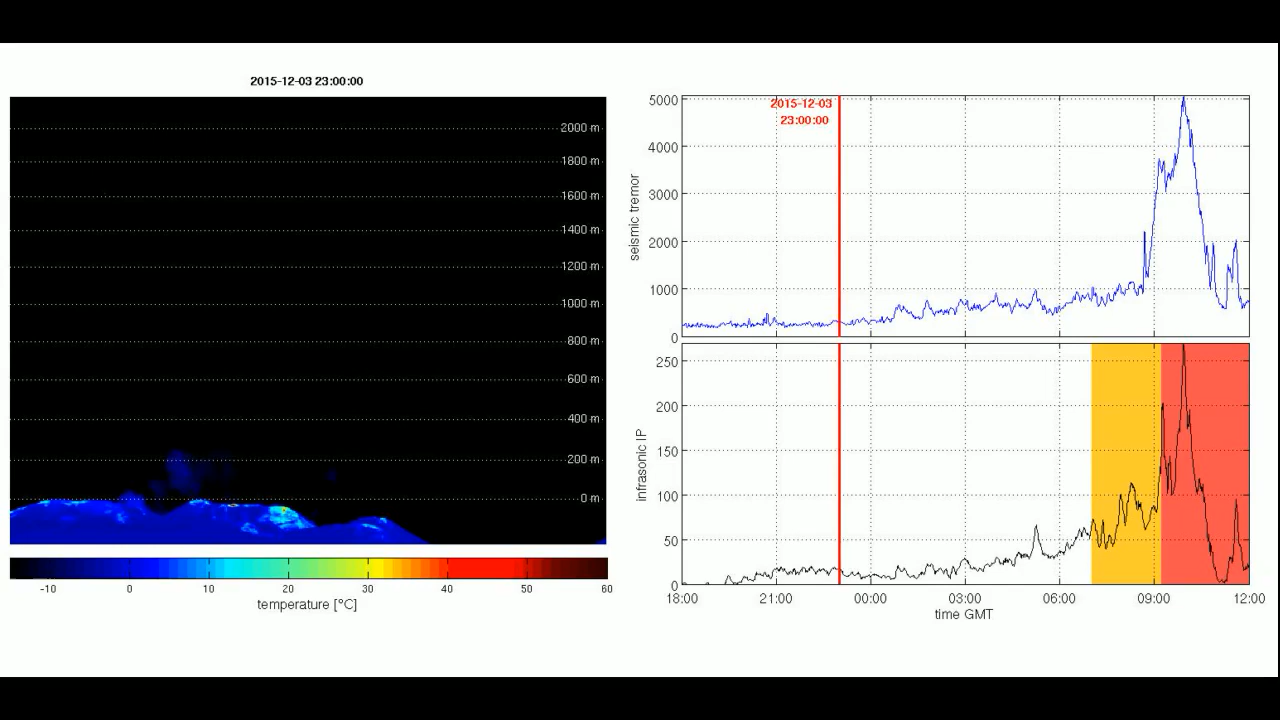 2015-12-03 23:00:00
2000 m
1800 m
1600 m
1400 m
1200 m
1000 m
800 m
600 m
400 m
200 m
0 m
-10 0 10 20 30 40 50 60
temperature [°C]
2015-12-03
23:00:00
5000
4000
3000
2000
1000
0
seismic tremor
250
200
150
100
50
0
infrasonic IP
18:00 21:00 00:00 03:00 06:00 09:00 12:00
time GMT